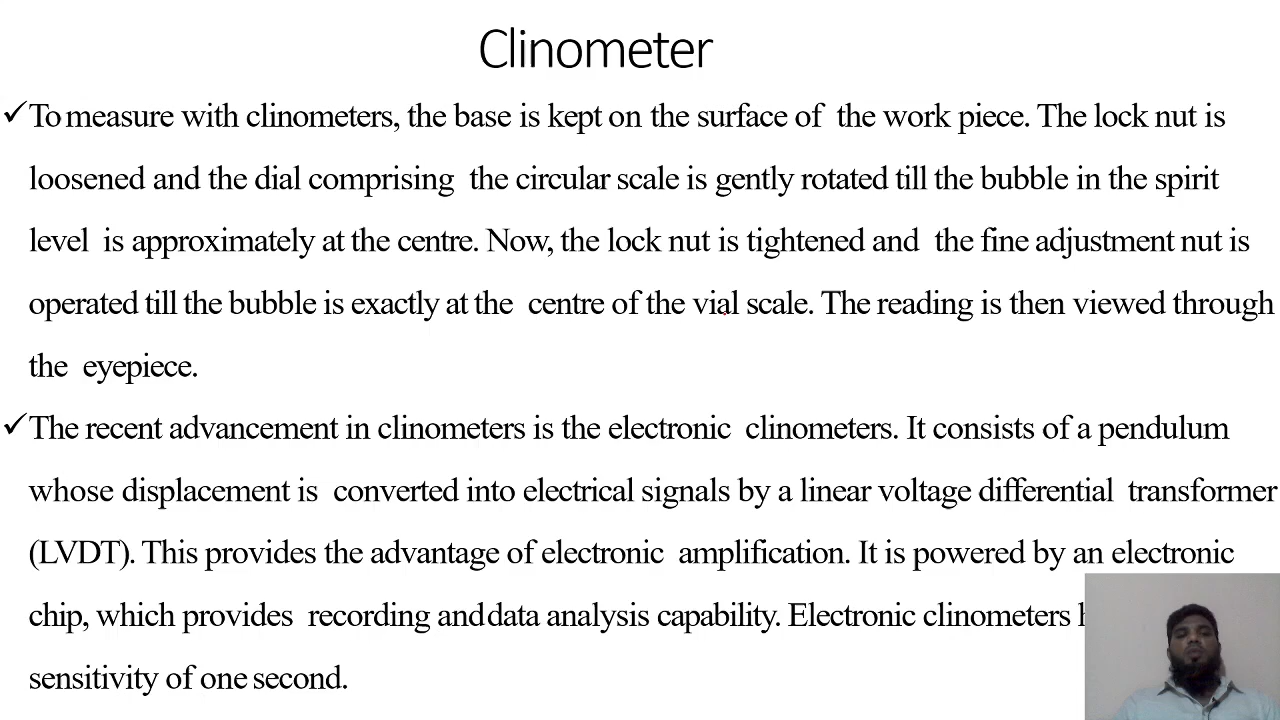 Clinometer
✓To measure with clinometers, the base is kept on the surface of the work piece. The lock nut is
loosened and the dial comprising the circular scale is gently rotated till the bubble in the spirit
level is approximately at the centre. Now, the lock nut is tightened and the fine adjustment nut is
operated till the bubble is exactly at the centre of the vial scale. The reading is then viewed through
the eyepiece.
✓The recent advancement in clinometers is the electronic clinometers. It consists of a pendulum
whose displacement is converted into electrical signals by a linear voltage differential transformer
(LVDT). This provides the advantage of electronic amplification. It is powered by an electronic
chip, which provides recording and data analysis capability. Electronic clinometers
sensitivity of one second.